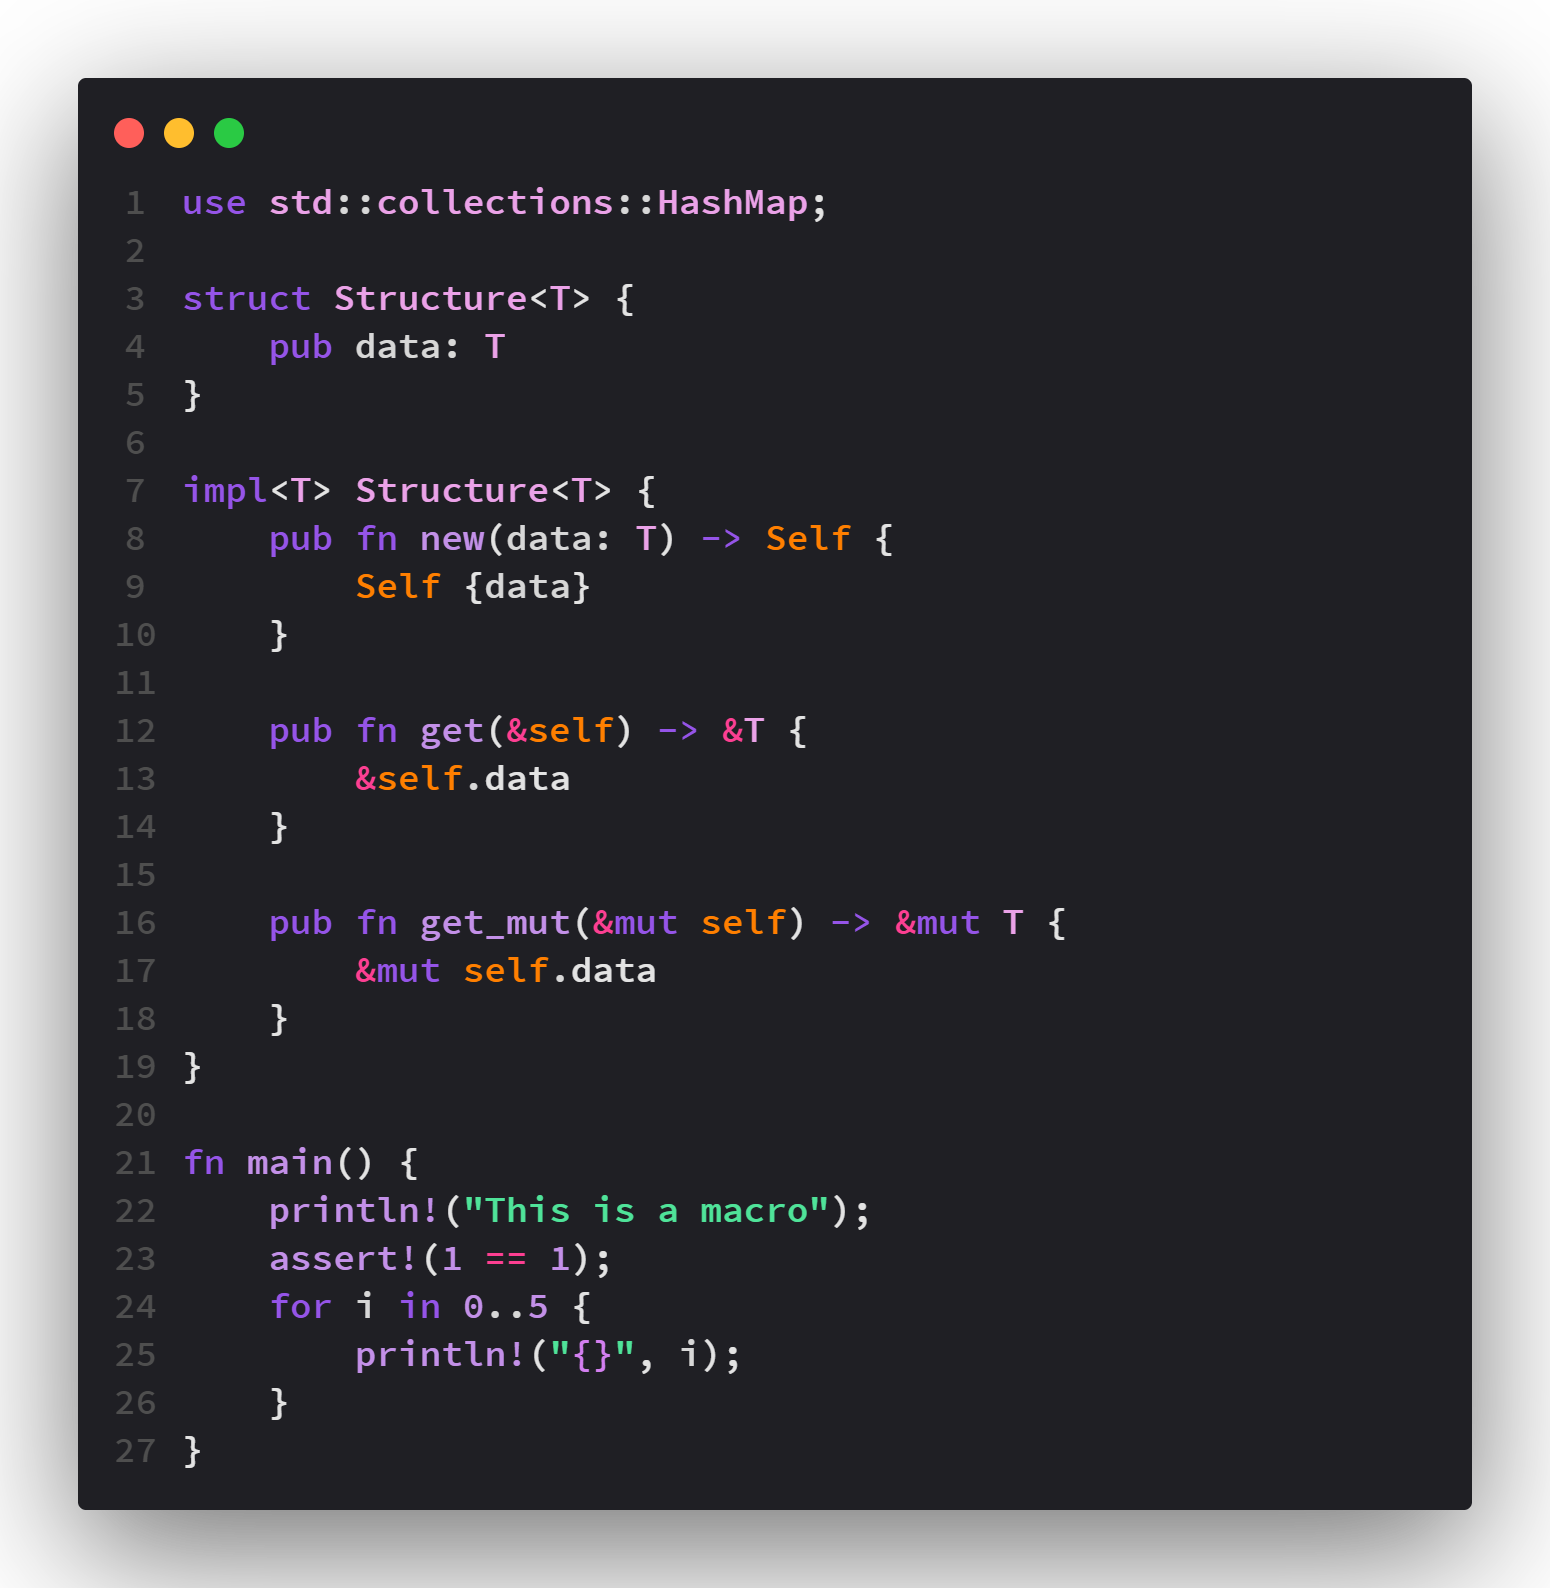 1 use std::collections::HashMap;
2
3 struct Structure<T> {
4     pub data: T
5 }
6
7 impl<T> Structure<T> {
8     pub fn new(data: T) -> Self {
9         Self {data}
10     }
11
12     pub fn get(&self) -> &T {
13         &self.data
14     }
15
16     pub fn get_mut(&mut self) -> &mut T {
17         &mut self.data
18     }
19 }
20
21 fn main() {
22     println!("This is a macro");
23     assert!(1 == 1);
24     for i in 0..5 {
25         println!("{}", i);
26     }
27 }